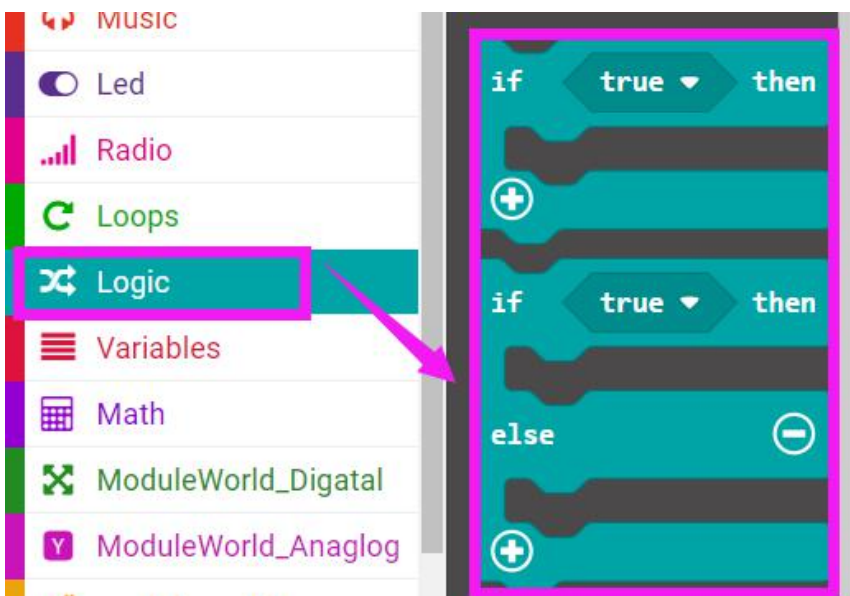 Music
Led
Radio
Loops
Logic
Variables
Math
ModuleWorld_Digatal
Y ModuleWorld_Anaglog
if true then
if true then
else